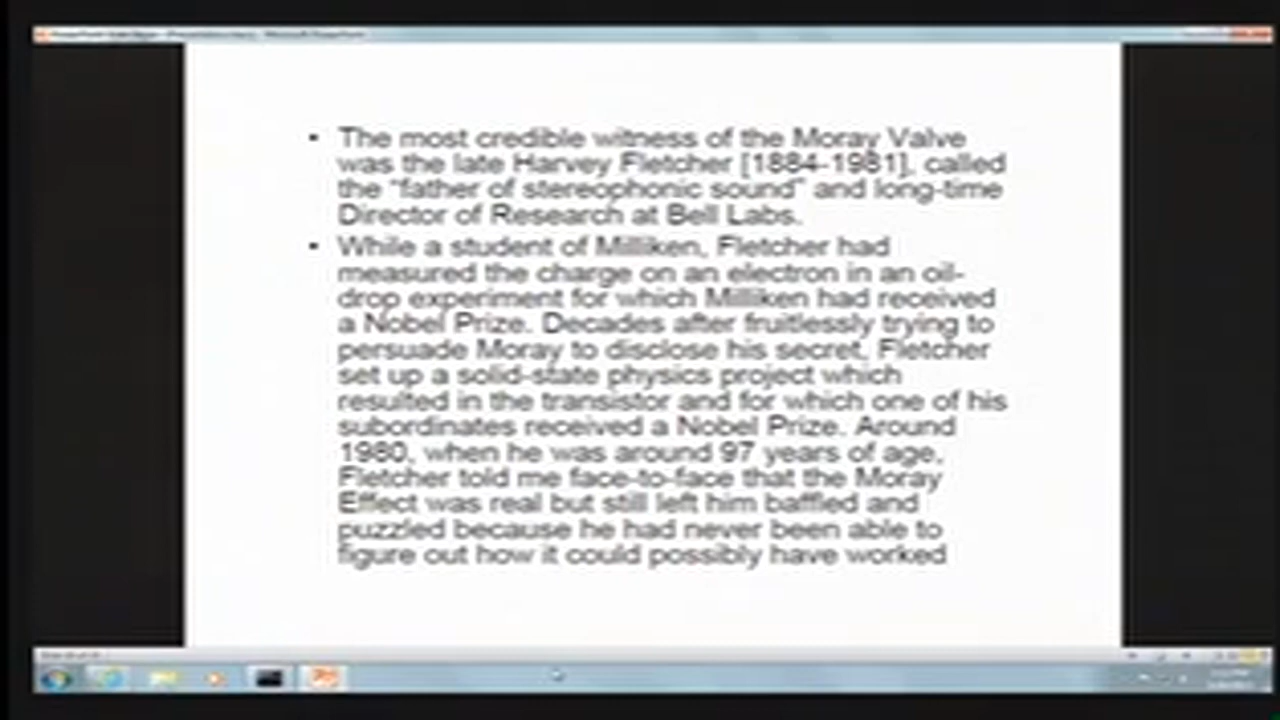 • The most credible witness of the Moray Valve
was the late Harvey Fletcher [1884-1981], called
the "father of stereophonic sound" and long-time
Director of Research at Bell Labs.
• While a student of Milliken, Fletcher had
measured the charge on an electron in an oil-
drop experiment for which Milliken had received
a Nobel Prize. Decades after fruitlessly trying to
persuade Moray to disclose his secret, Fletcher
set up a solid-state physics project which
resulted in the transistor and for which one of his
subordinates received a Nobel Prize. Around
1980, when he was around 97 years of age,
Fletcher told me face-to-face that the Moray
Effect was real but still left him baffled and
puzzled because he had never been able to
figure out how it could possibly have worked